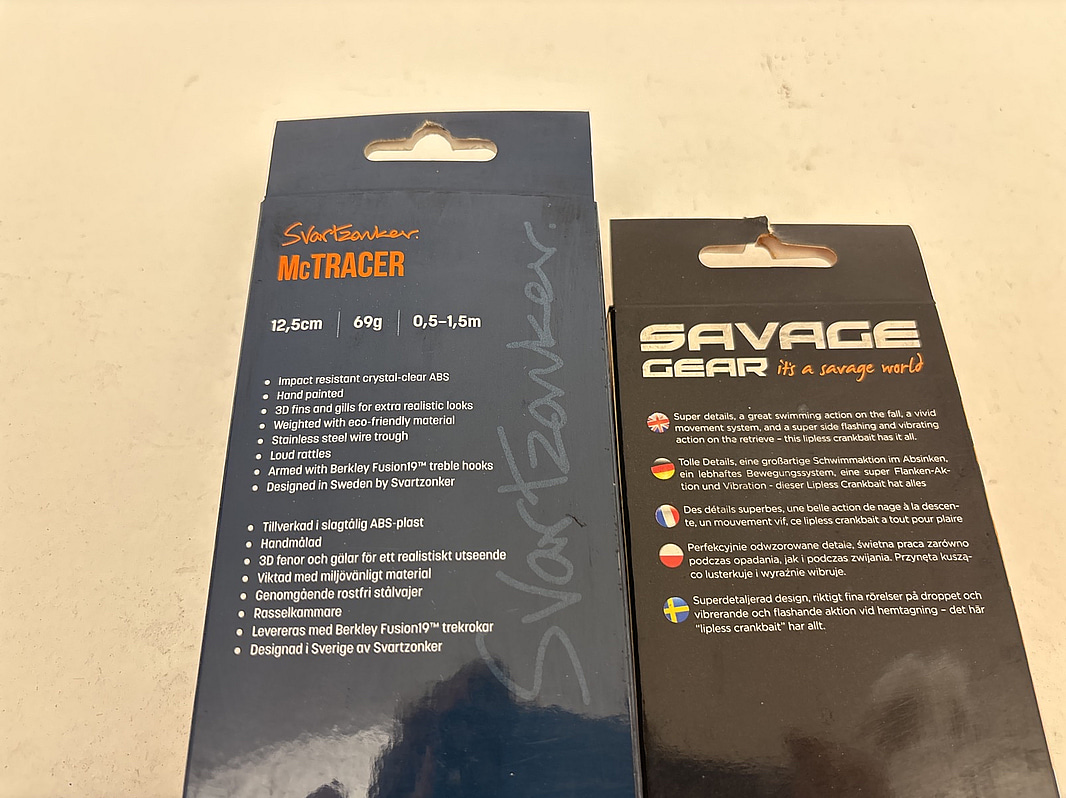 Svartzonker.
McTRACER
12,5cm | 69g | 0,5–1,5m
• Impact resistant crystal-clear ABS
• Hand painted
• 3D fins and gills for extra realistic looks
• Weighted with eco-friendly material
• Stainless steel wire trough
• Loud rattles
• Armed with Berkley Fusion19™ treble hooks
• Designed in Sweden by Svartzonker
• Tillverkad i slagtålig ABS-plast
• Handmålad
• 3D fenor och gälar för ett realistiskt utseende
• Viktad med miljövänligt material
• Genomgående rostfri stålvajer
• Rasselkammare
• Levereras med Berkley Fusion19™ trekrokar
• Designad i Sverige av Svartzonker
Svartzonker.
SAVAGE
GEAR it's a savage world
Super details, a great swimming action on the fall, a vivid
movement system, and a super side flashing and vibrating
action on the retrieve – this lipless crankbait has it all.
Tolle Details, eine großartige Schwimmaktion im Absinken,
ein lebhaftes Bewegungssystem, eine super Flanken-Ak-
tion und Vibration - dieser Lipless Crankbait hat alles
Des détails superbes, une belle action de nage à la descen-
te, un mouvement vif, ce lipless crankbait a tout pour plaire
Perfekcyjnie odwzorowane detale, świetna praca zarówno
podczas opadania, jak i podczas zwijania. Przynęta kuszą-
co lusterkuje i wyraźnie wibruje.
Superdetaljerad design, riktigt fina rörelser på droppet och
vibrerande och flashande aktion vid hemtagning – det här
"lipless crankbait" har allt.